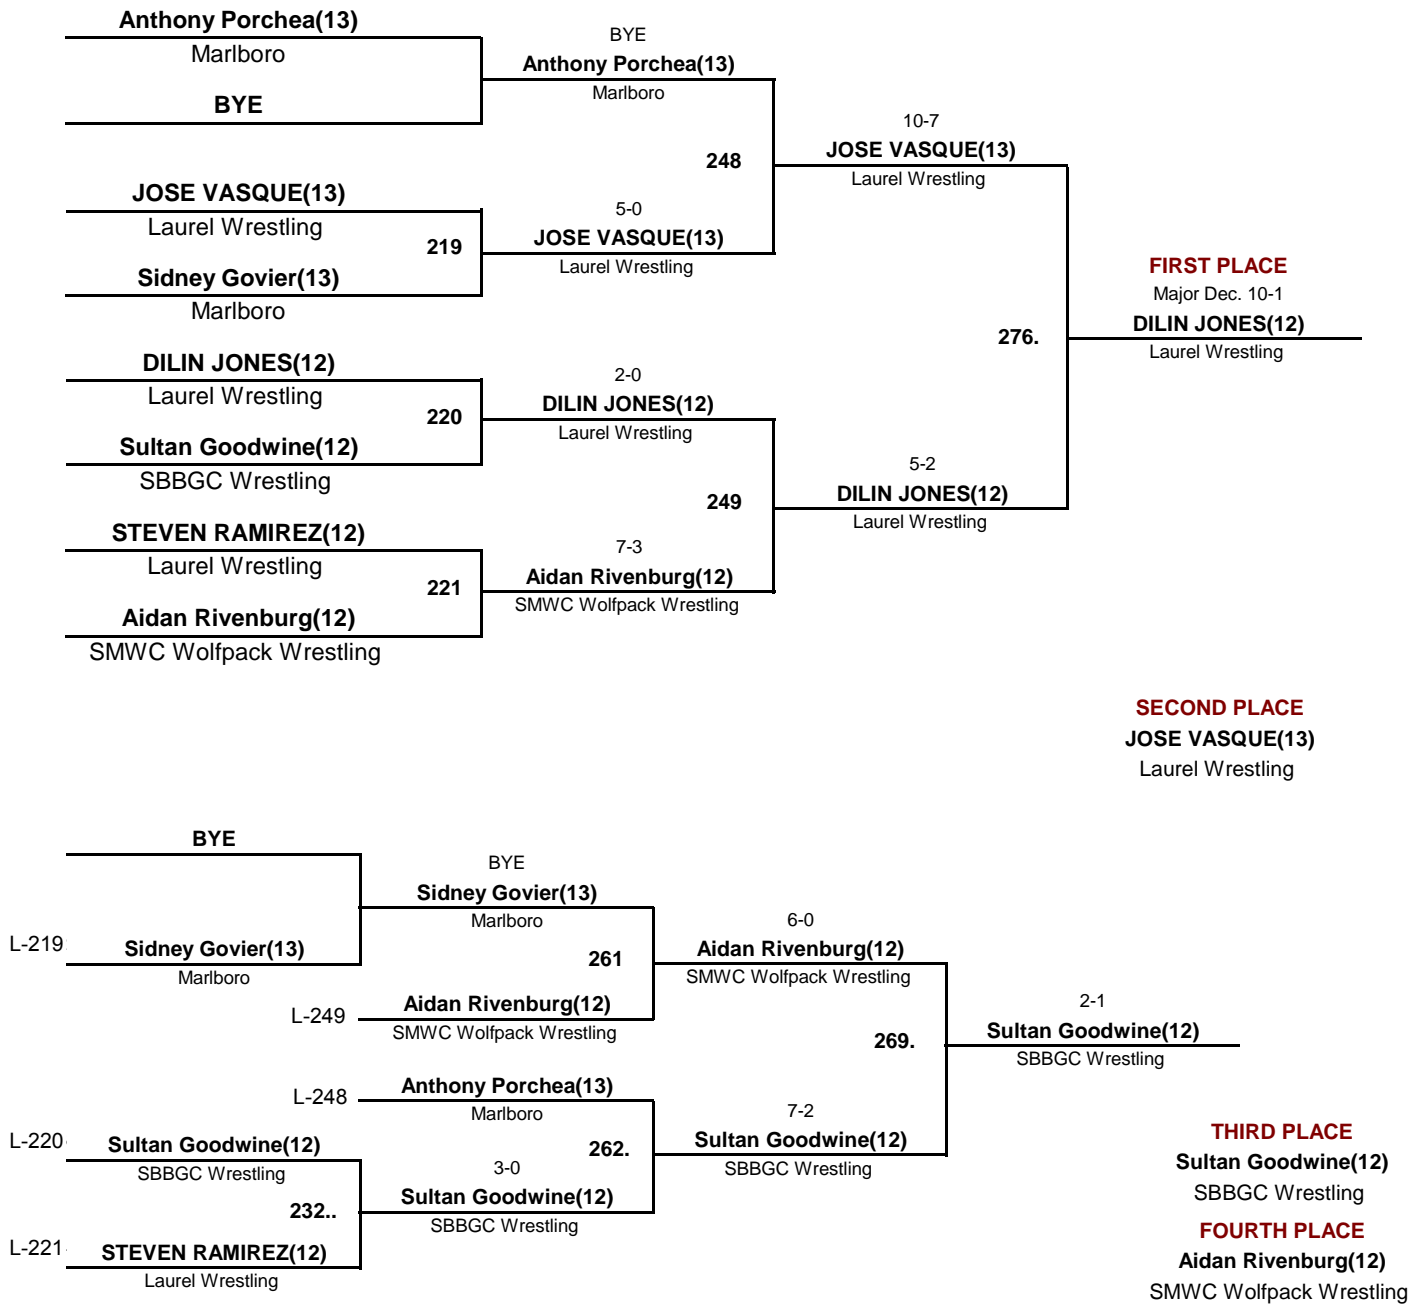 Anthony Porchea(13)
Marlboro
BYE
JOSE VASQUE(13)
Laurel Wrestling
219
Sidney Govier(13)
Marlboro
DILIN JONES(12)
Laurel Wrestling
220
Sultan Goodwine(12)
SBBGC Wrestling
STEVEN RAMIREZ(12)
Laurel Wrestling
221
Aidan Rivenburg(12)
SMWC Wolfpack Wrestling
BYE
Anthony Porchea(13)
Marlboro
248
5-0
JOSE VASQUE(13)
Laurel Wrestling
2-0
DILIN JONES(12)
Laurel Wrestling
249
7-3
Aidan Rivenburg(12)
SMWC Wolfpack Wrestling
10-7
JOSE VASQUE(13)
Laurel Wrestling
276.
5-2
DILIN JONES(12)
Laurel Wrestling
FIRST PLACE
Major Dec. 10-1
DILIN JONES(12)
Laurel Wrestling
SECOND PLACE
JOSE VASQUE(13)
Laurel Wrestling
BYE
L-219
Sidney Govier(13)
Marlboro
L-220
Sultan Goodwine(12)
SBBGC Wrestling
232..
L-221
STEVEN RAMIREZ(12)
Laurel Wrestling
BYE
Sidney Govier(13)
Marlboro
261
L-249
Aidan Rivenburg(12)
SMWC Wolfpack Wrestling
L-248
Anthony Porchea(13)
Marlboro
262.
3-0
Sultan Goodwine(12)
SBBGC Wrestling
6-0
Aidan Rivenburg(12)
SMWC Wolfpack Wrestling
269.
7-2
Sultan Goodwine(12)
SBBGC Wrestling
2-1
Sultan Goodwine(12)
SBBGC Wrestling
THIRD PLACE
Sultan Goodwine(12)
SBBGC Wrestling
FOURTH PLACE
Aidan Rivenburg(12)
SMWC Wolfpack Wrestling